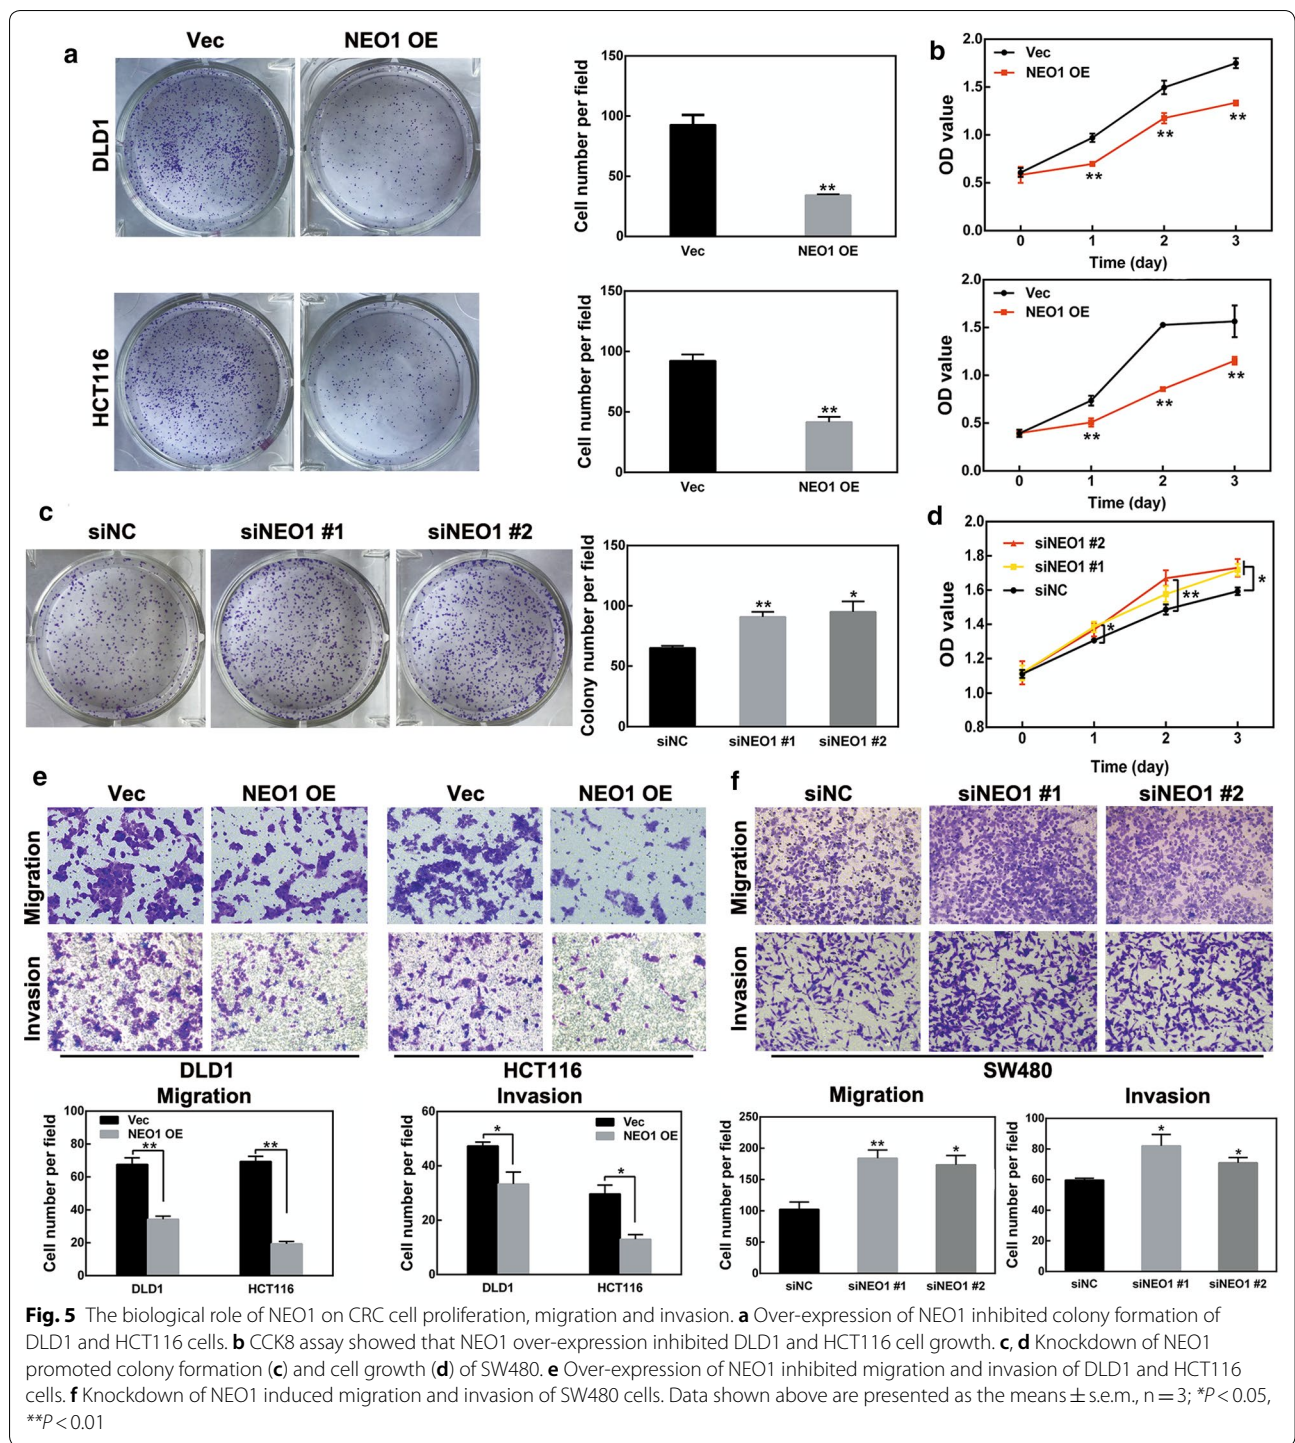 a
Vec
NEO1 OE
DLD1
HCT116
Cell number per field
150
100
50
0
**
Vec
NEO1 OE
Cell number per field
150
100
50
0
**
Vec
NEO1 OE
b
Vec
NEO1 OE
OD value
2.0
1.5
1.0
0.5
0.0
**
**
**
0
1
2
3
Time (day)
Vec
NEO1 OE
OD value
2.0
1.5
1.0
0.5
0.0
**
**
**
0
1
2
3
Time (day)
c
siNC
siNEO1 #1
siNEO1 #2
Colony number per field
150
100
50
0
**
*
siNC
siNEO1 #1
siNEO1 #2
d
siNEO1 #2
siNEO1 #1
siNC
OD value
2.0
1.8
1.6
1.4
1.2
1.0
0.8
*
**
*
0
1
2
3
Time (day)
e
Vec
NEO1 OE
Vec
NEO1 OE
Migration
Invasion
DLD1
HCT116
Migration
Vec
NEO1 OE
Cell number per field
100
80
60
40
20
0
**
**
DLD1
HCT116
Invasion
Vec
NEO1 OE
Cell number per field
60
40
20
0
*
*
DLD1
HCT116
f
siNC
siNEO1 #1
siNEO1 #2
Migration
Invasion
SW480
Migration
Cell number per field
250
200
150
100
50
0
**
*
siNC
siNEO1 #1
siNEO1 #2
Invasion
Cell number per field
100
80
60
40
20
0
*
*
siNC
siNEO1 #1
siNEO1 #2
Fig. 5 The biological role of NEO1 on CRC cell proliferation, migration and invasion. a Over-expression of NEO1 inhibited colony formation of
DLD1 and HCT116 cells. b CCK8 assay showed that NEO1 over-expression inhibited DLD1 and HCT116 cell growth. c, d Knockdown of NEO1
promoted colony formation (c) and cell growth (d) of SW480. e Over-expression of NEO1 inhibited migration and invasion of DLD1 and HCT116
cells. f Knockdown of NEO1 induced migration and invasion of SW480 cells. Data shown above are presented as the means ± s.e.m., n = 3; *P < 0.05,
**P < 0.01